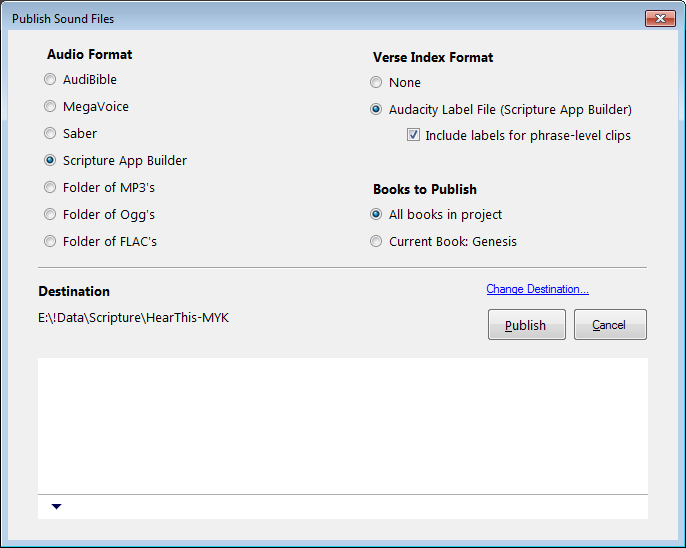 Publish Sound Files
Audio Format
AudiBible
MegaVoice
Saber
Scripture App Builder
Folder of MP3's
Folder of Ogg's
Folder of FLAC's
Verse Index Format
None
Audacity Label File (Scripture App Builder)
Include labels for phrase-level clips
Books to Publish
All books in project
Current Book: Genesis
Destination
Change Destination...
E:\!Data\Scripture\HearThis-MYK
Publish
Cancel